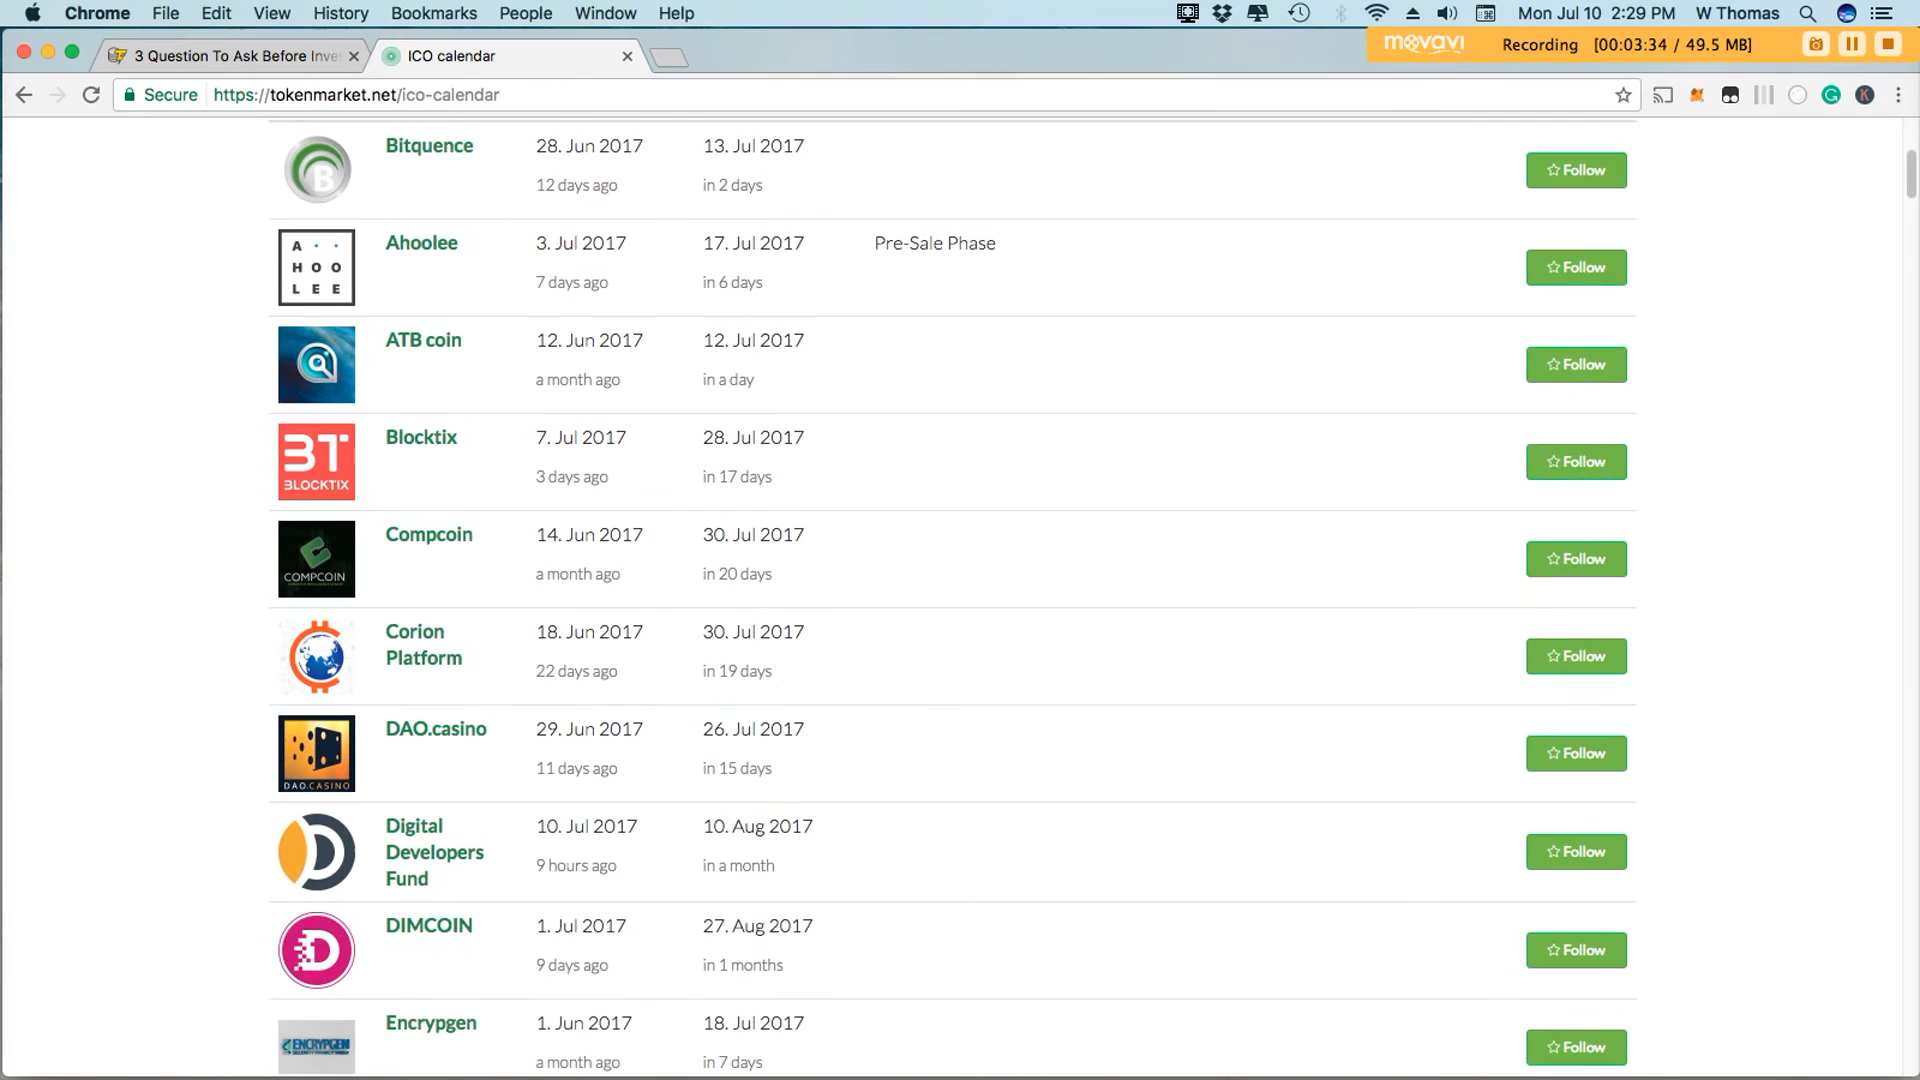 Chrome File Edit View History Bookmarks People Window Help Mon Jul 10 2:29 PM W Thomas
3 Question To Ask Before Inve ICO calendar
movavi Recording [00:03:34 / 49.5 MB]
Secure https://tokenmarket.net/ico-calendar K
Bitquence 28. Jun 2017 13. Jul 2017
12 days ago in 2 days
Follow
B
Ahoolee 3. Jul 2017 17. Jul 2017 Pre-Sale Phase
7 days ago in 6 days
Follow
A
HOO
LEE
ATB coin 12. Jun 2017 12. Jul 2017
a month ago in a day
Follow
Blocktix 7. Jul 2017 28. Jul 2017
3 days ago in 17 days
Follow
BT
BLOCKTIX
Compcoin 14. Jun 2017 30. Jul 2017
a month ago in 20 days
Follow
COMPCOIN
Corion 18. Jun 2017 30. Jul 2017
Platform
22 days ago in 19 days
Follow
DAO.casino 29. Jun 2017 26. Jul 2017
11 days ago in 15 days
Follow
DAO.CASINO
Digital 10. Jul 2017 10. Aug 2017
Developers
9 hours ago in a month
Fund
Follow
D
DIMCOIN 1. Jul 2017 27. Aug 2017
9 days ago in 1 months
Follow
D
Encrypgen 1. Jun 2017 18. Jul 2017
a month ago in 7 days
Follow
ENCRYPGEN